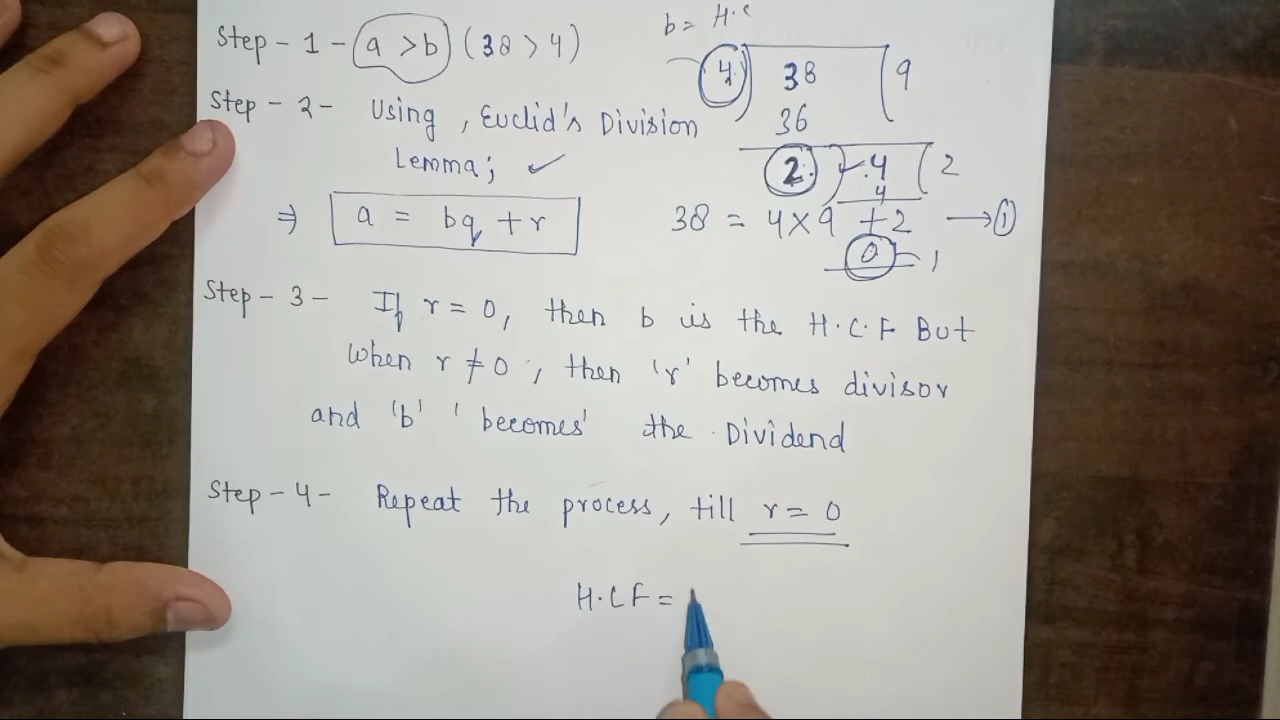 Step - 1 - a > b (38 > 4)
b = H.C
4) 38 (9
36
2) 4 (2
4
0
Step - 2 - Using , Euclid's Division
Lemma; ✓
⇒ a = bq + r
38 = 4 × 9 + 2 → ①
Step - 3 - If r = 0, then b is the H.C.F But
when r ≠ 0, then 'r' becomes divisor
and 'b' ' becomes' the Dividend
Step - 4 - Repeat the process, till r = 0
H.C.F =